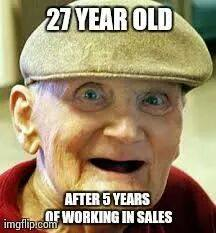 27 YEAR OLD
AFTER 5 YEARS
OF WORKING IN SALES
imgflip.com